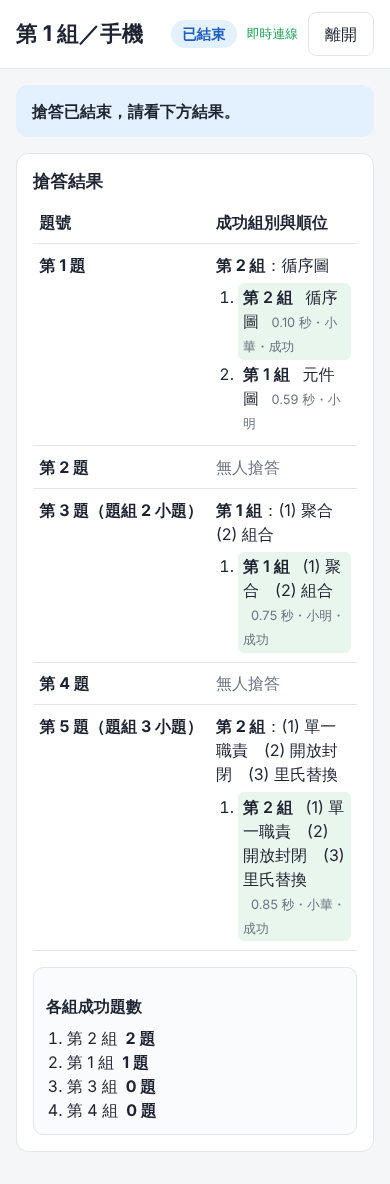 第 1 組／手機
已結束
即時連線
離開
搶答已結束，請看下方結果。
搶答結果
題號
成功組別與順位
第 1 題
第 2 組：循序圖
1. 第 2 組 循序
圖 0.10 秒・小
華・成功
2. 第 1 組 元件
圖 0.59 秒・小
明
第 2 題
無人搶答
第 3 題（題組 2 小題）
第 1 組：(1) 聚合
(2) 組合
1. 第 1 組 (1) 聚
合 (2) 組合
0.75 秒・小明・
成功
第 4 題
無人搶答
第 5 題（題組 3 小題）
第 2 組：(1) 單一
職責 (2) 開放封
閉 (3) 里氏替換
1. 第 2 組 (1) 單
一職責 (2)
開放封閉 (3)
里氏替換
0.85 秒・小華・
成功
各組成功題數
1. 第 2 組 2 題
2. 第 1 組 1 題
3. 第 3 組 0 題
4. 第 4 組 0 題